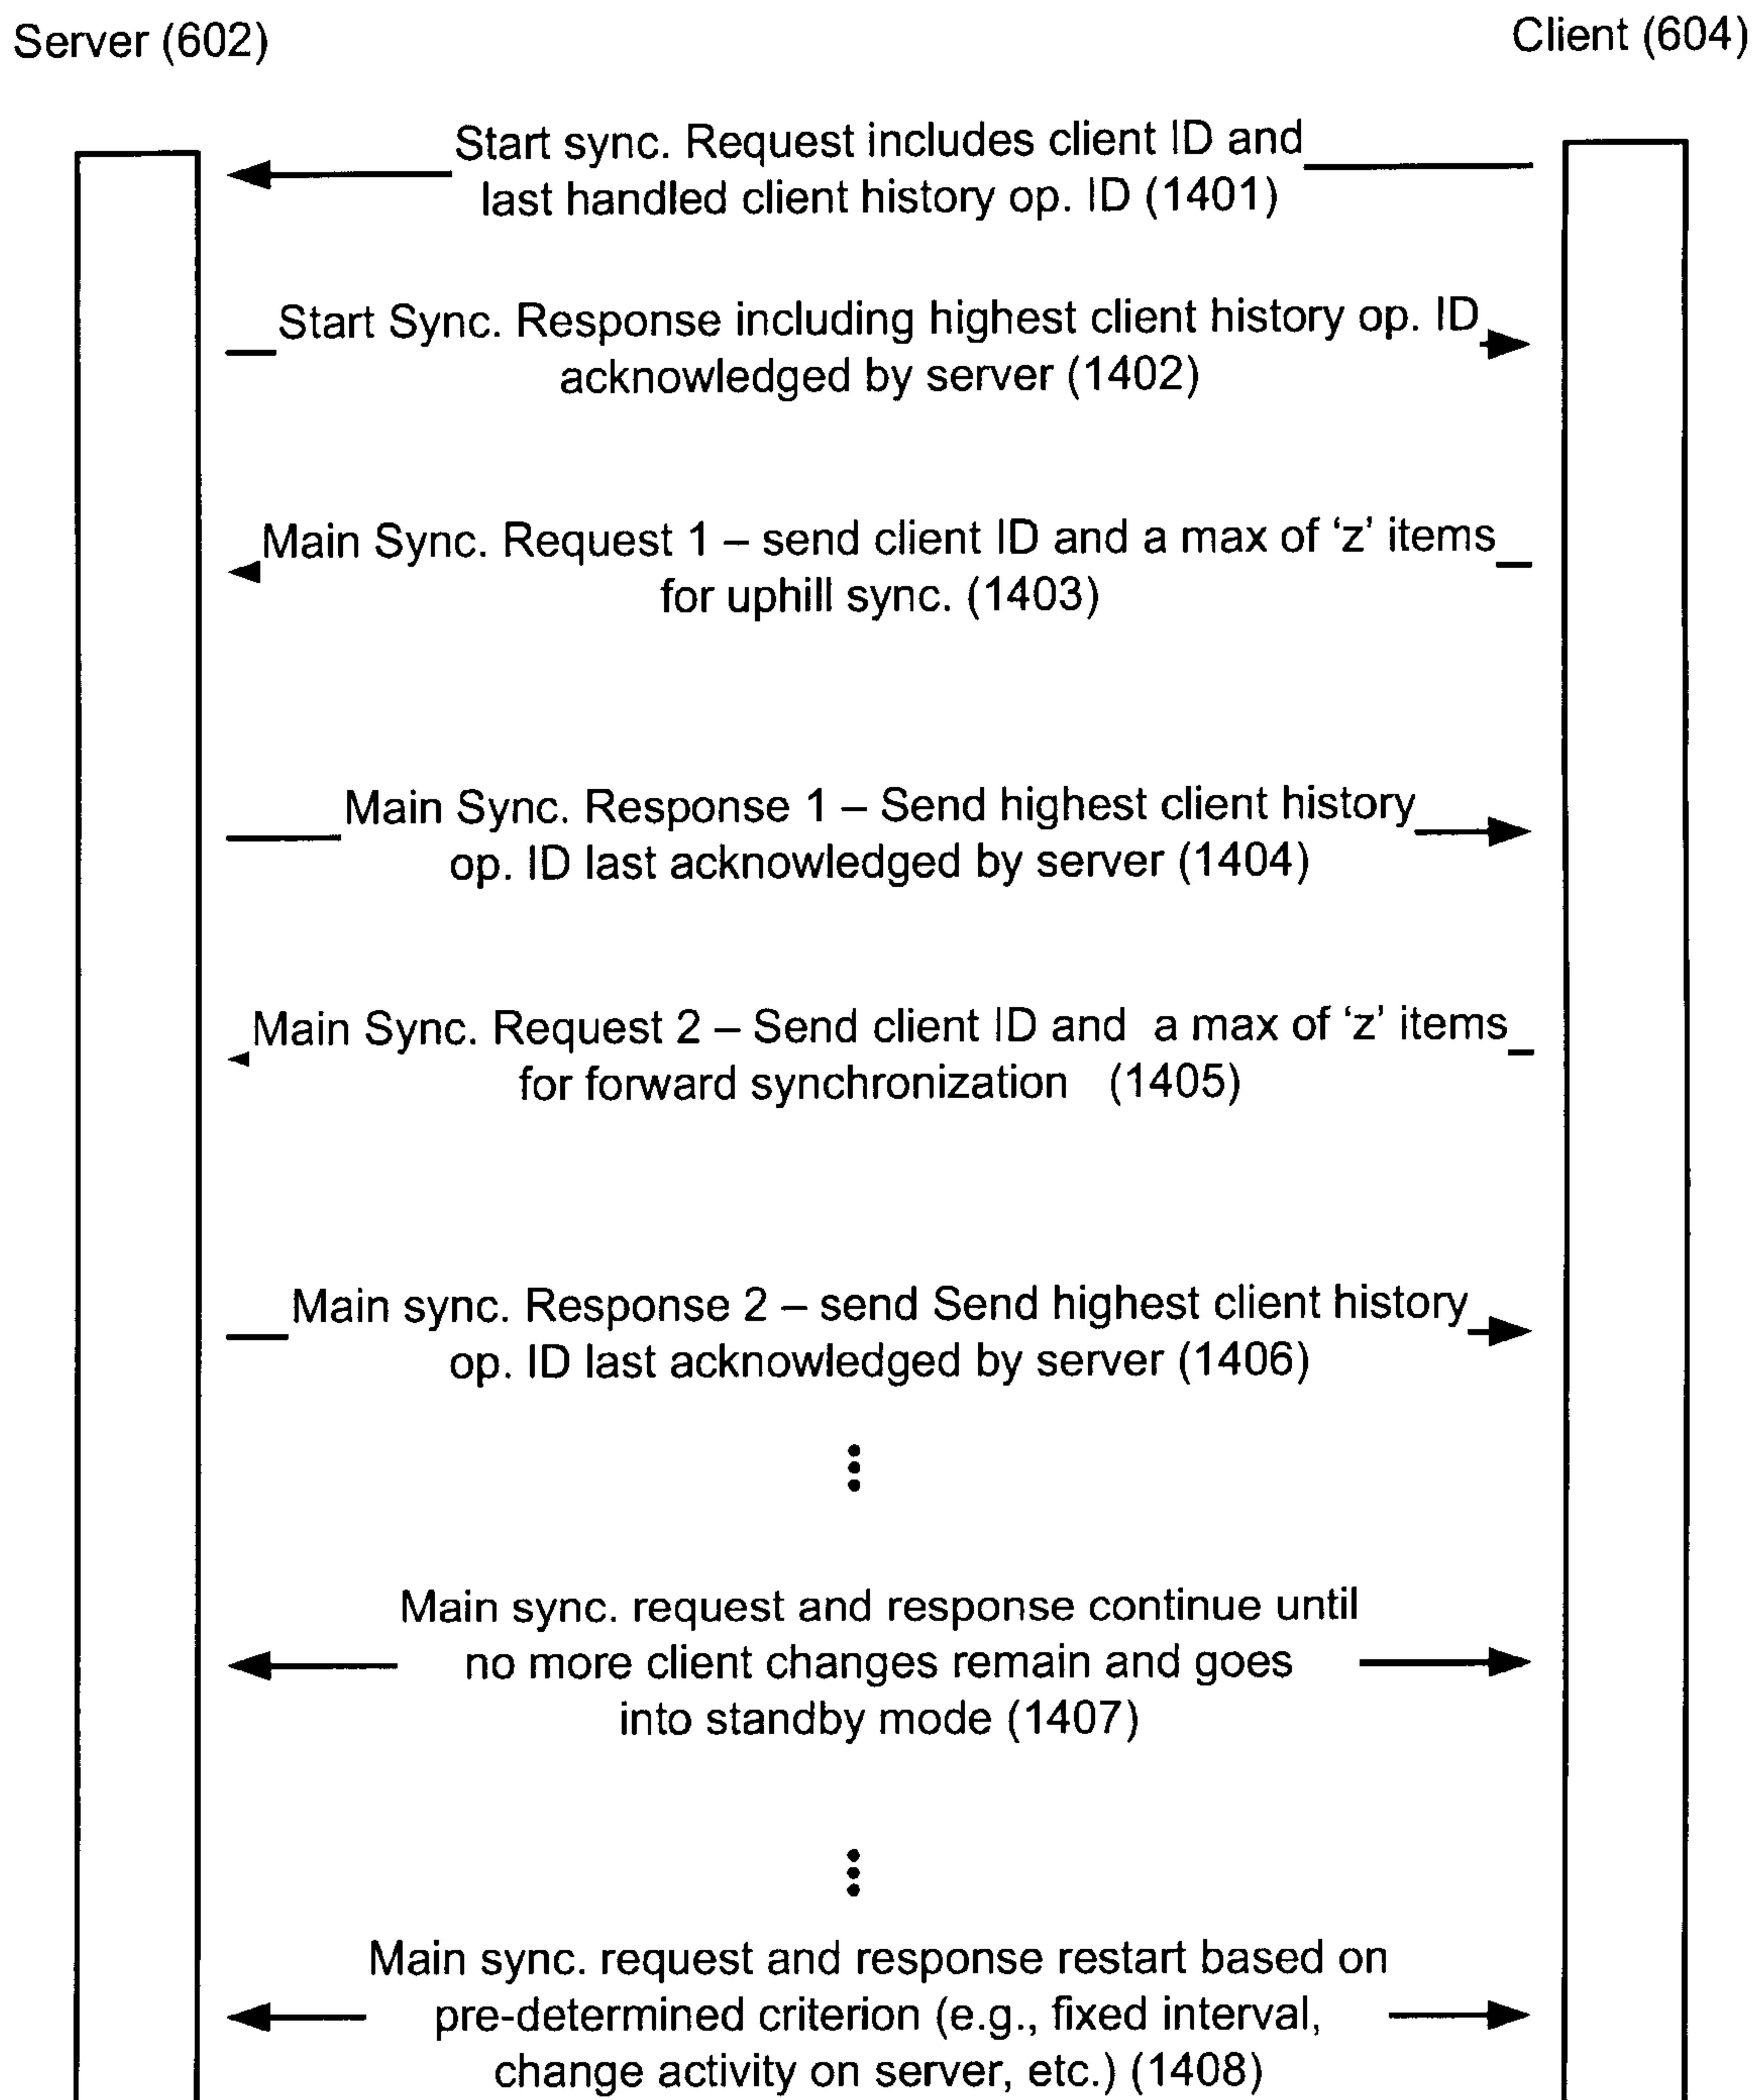 Server (602)
Client (604)
Start sync. Request includes client ID and
last handled client history op. ID (1401)
Start Sync. Response including highest client history op. ID
acknowledged by server (1402)
Main Sync. Request 1 – send client ID and a max of ‘z’ items
for uphill sync. (1403)
Main Sync. Response 1 – Send highest client history
op. ID last acknowledged by server (1404)
Main Sync. Request 2 – Send client ID and a max of ‘z’ items
for forward synchronization (1405)
Main sync. Response 2 – send Send highest client history
op. ID last acknowledged by server (1406)
Main sync. request and response continue until
no more client changes remain and goes
into standby mode (1407)
Main sync. request and response restart based on
pre-determined criterion (e.g., fixed interval,
change activity on server, etc.) (1408)